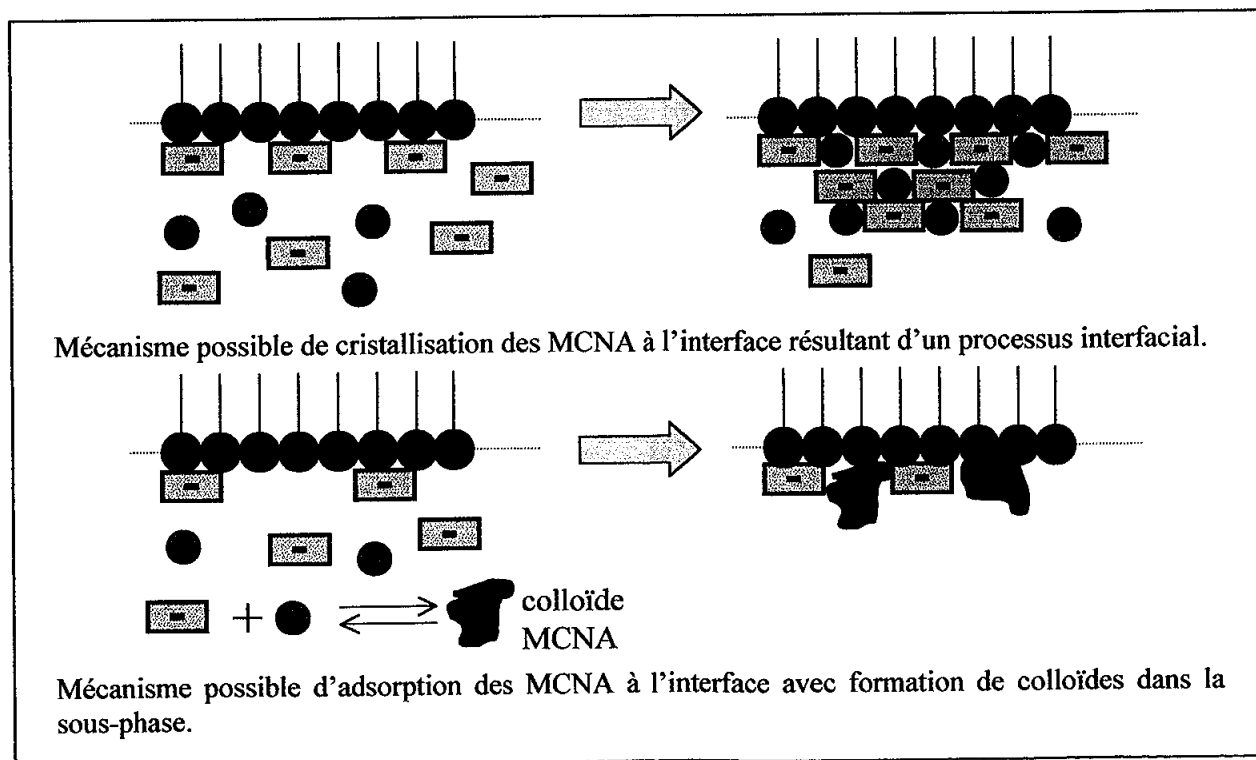 Mécanisme possible de cristallisation des MCNA à l'interface résultant d'un processus interfacial.
+
colloïde
MCNA
Mécanisme possible d'adsorption des MCNA à l'interface avec formation de colloïdes dans la
sous-phase.